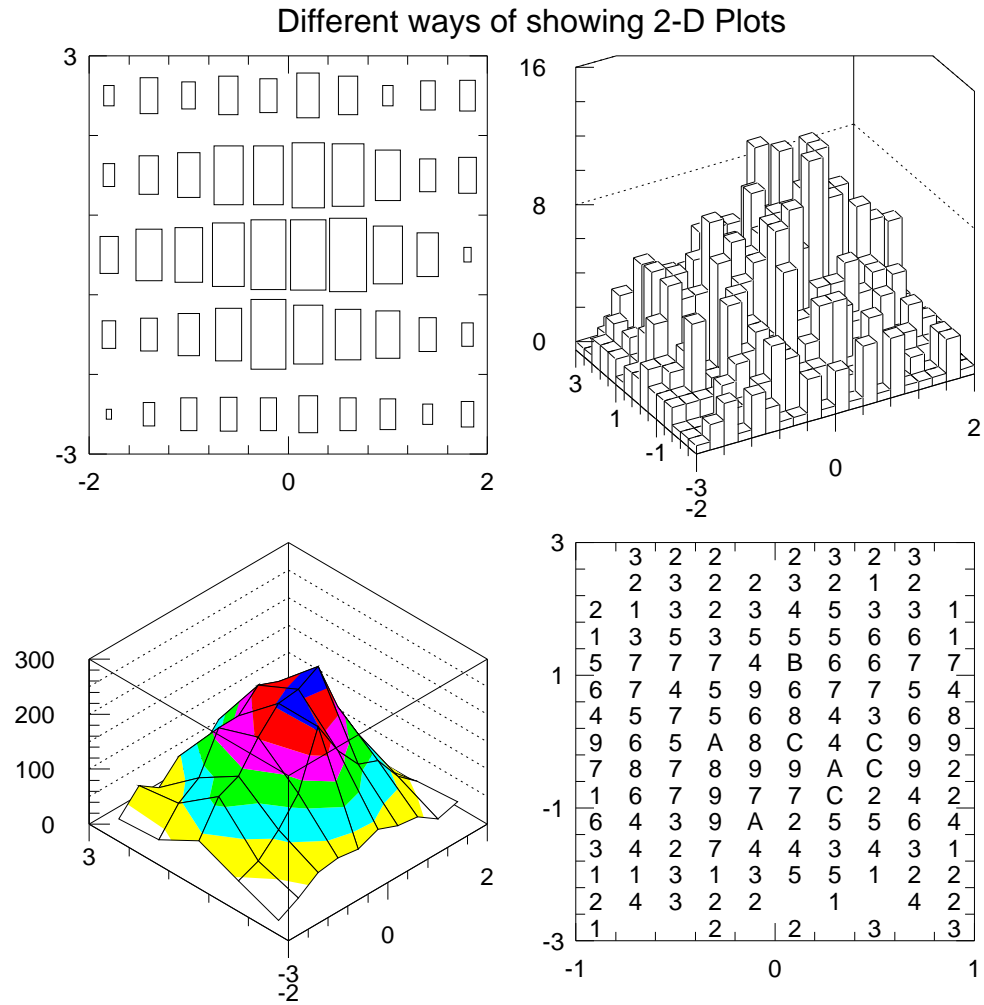 Different ways of showing 2-D Plots
3
-3
-2 0 2
16
8
0
3
1
-1
-3
-2
0
2
300
200
100
0
3
-3
-2
0
2
3
1
-1
-3
3 2 2 2 3 2 3
2 3 2 2 3 2 1 2
2 1 3 2 3 4 5 3 3 1
1 3 5 3 5 5 5 6 6 1
5 7 7 7 4 B 6 6 7 7
6 7 4 5 9 6 7 7 5 4
4 5 7 5 6 8 4 3 6 8
9 6 5 A 8 C 4 C 9 9
7 8 7 8 9 9 A C 9 2
1 6 7 9 7 7 C 2 4 2
6 4 3 9 A 2 5 5 6 4
3 4 2 7 4 4 3 4 3 1
1 1 3 1 3 5 5 1 2 2
2 4 3 2 2 1 4 2
1 2 2 3 3
-1 0 1